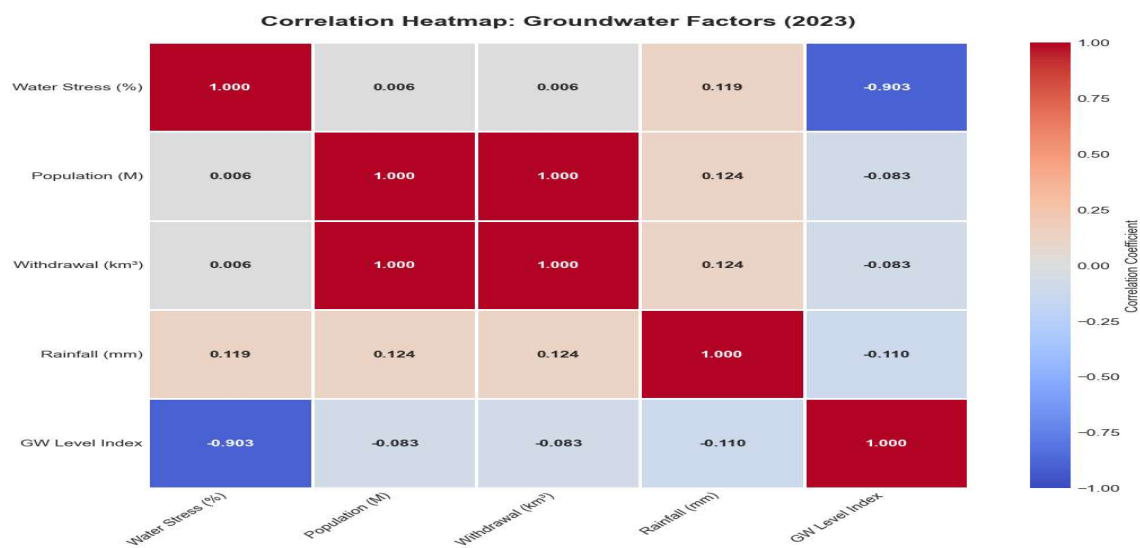 Correlation Heatmap: Groundwater Factors (2023)
Water Stress (%) 1.000 0.006 0.006 0.119 -0.903
Population (M) 0.006 1.000 1.000 0.124 -0.083
Withdrawal (km³) 0.006 1.000 1.000 0.124 -0.083
Rainfall (mm) 0.119 0.124 0.124 1.000 -0.110
GW Level Index -0.903 -0.083 -0.083 -0.110 1.000
Water Stress (%) Population (M) Withdrawal (km³) Rainfall (mm) GW Level Index
1.00
0.75
0.50
0.25
0.00
−0.25
−0.50
−0.75
−1.00
Correlation Coefficient